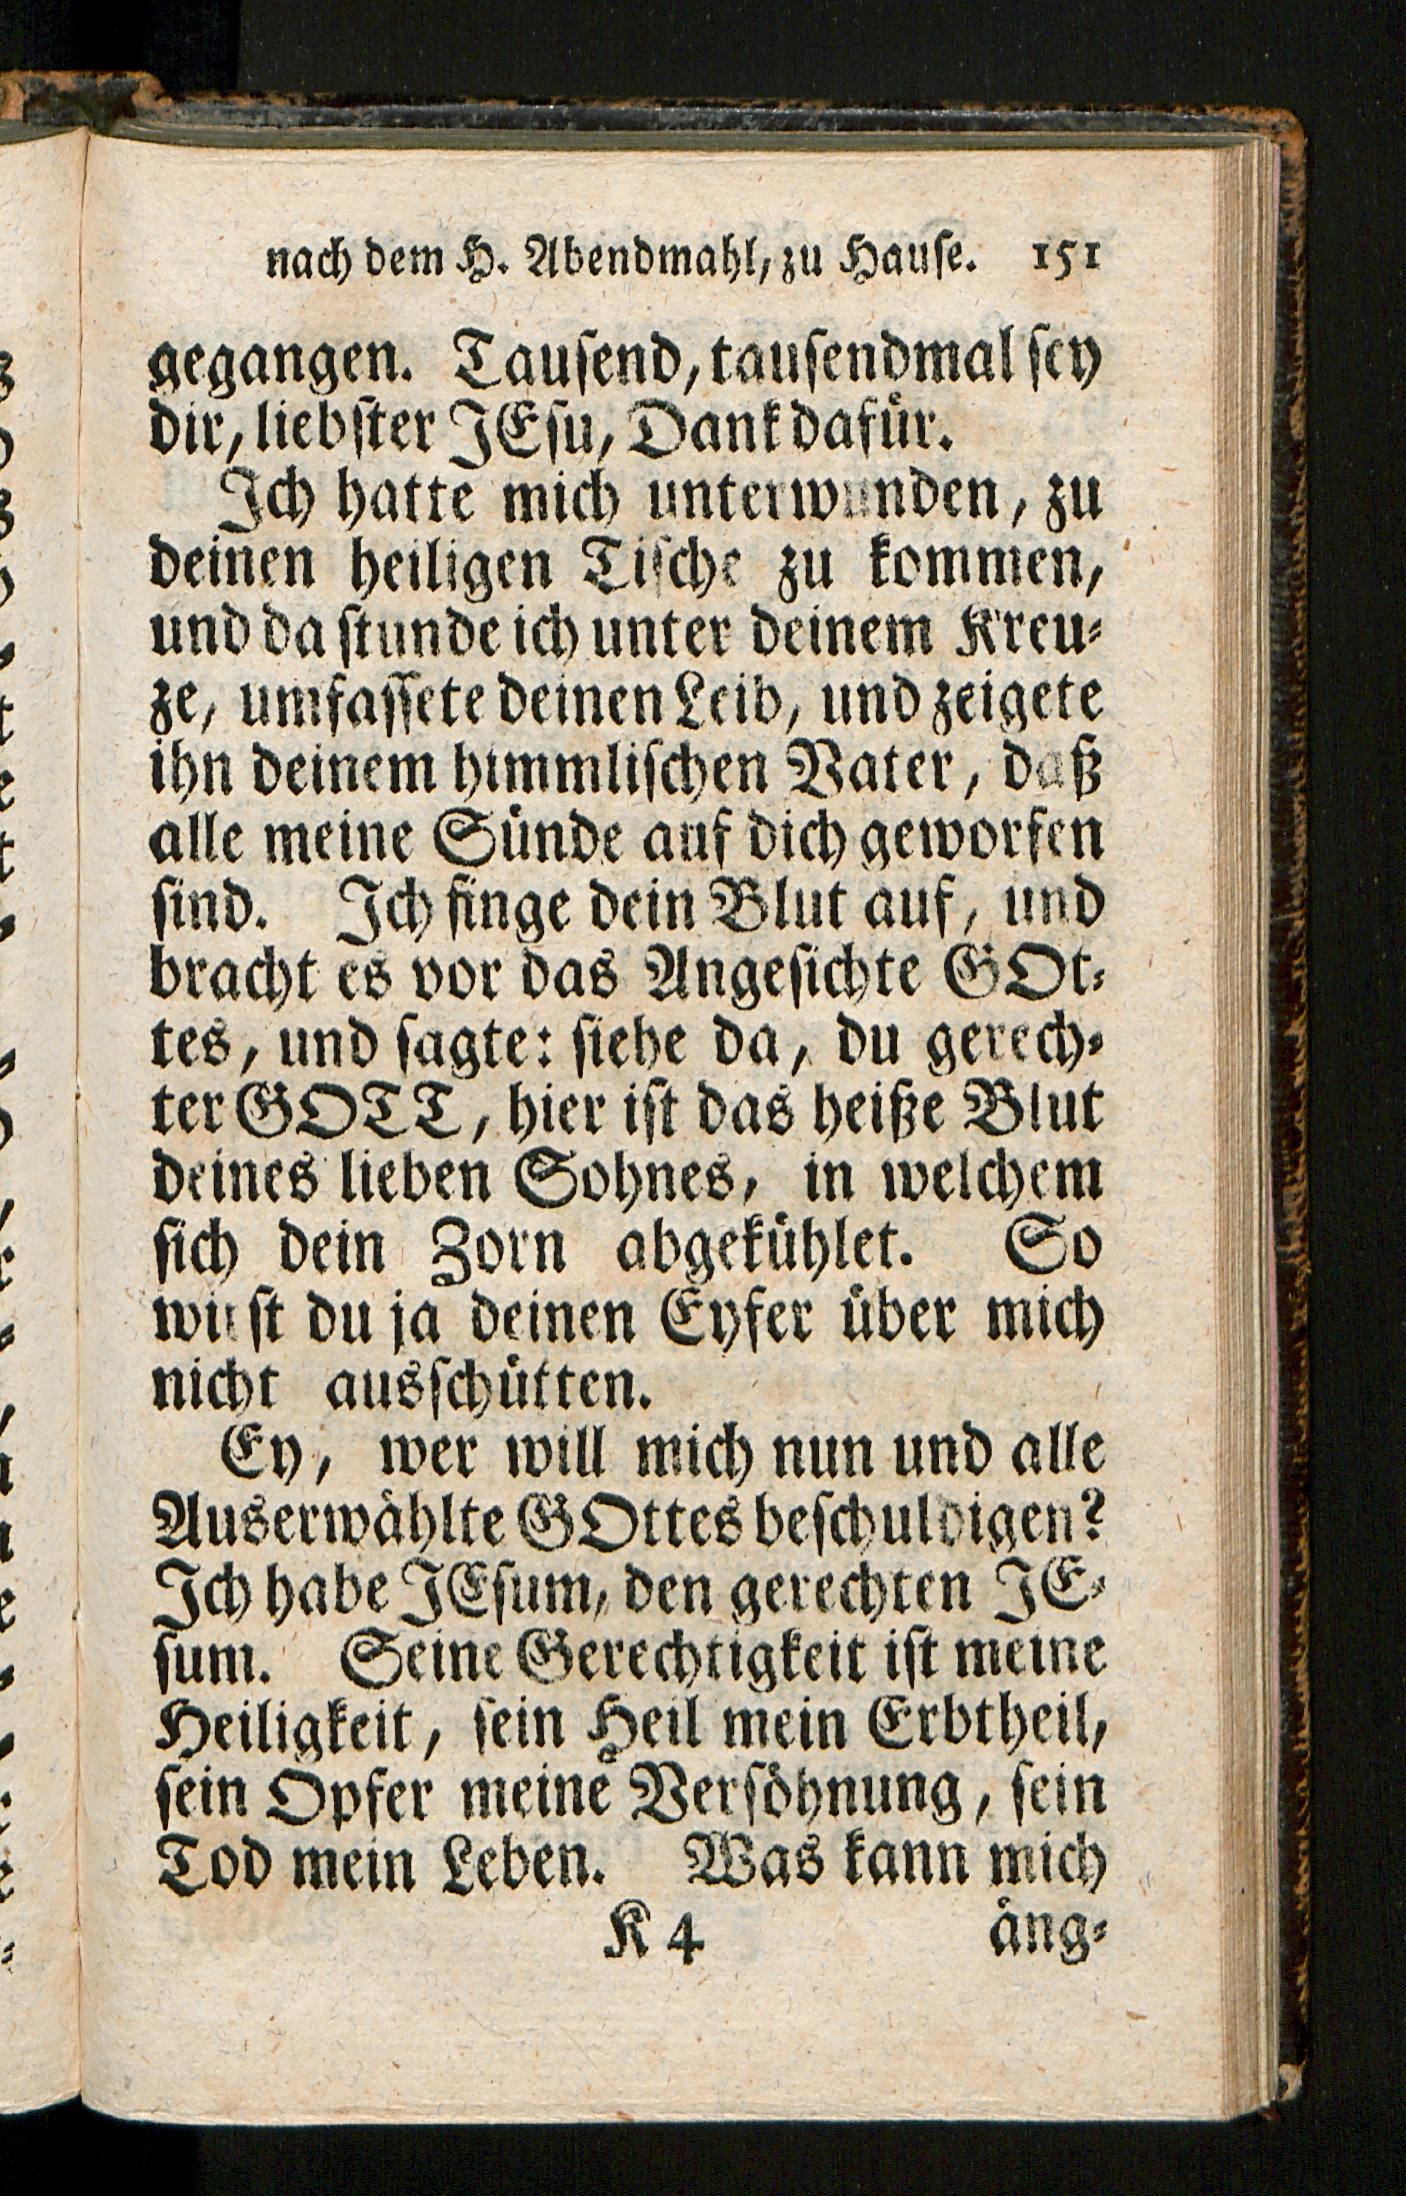 nach dem H. Abendmahl, zu Hause. 151
gegangen. Tausend, tausendmal sey
dir, liebster JEsu, Dank dafür.
Ich hatte mich unterwunden, zu
deinen heiligen Tische zu kommen,
und da stunde ich unter deinem Kreu-
ze, umfassete deinen Leib, und zeigete
ihn deinem himmlischen Vater, daß
alle meine Sünde auf dich geworfen
sind. Ich finge dein Blut auf, und
bracht es vor das Angesichte GOt-
tes, und sagte: siehe da, du gerech-
ter GOTT, hier ist das heiße Blut
deines lieben Sohnes, in welchem
sich dein Zorn abgekühlet. So
wirst du ja deinen Eyfer über mich
nicht ausschütten.
Ey, wer will mich nun und alle
Auserwählte GOttes beschuldigen?
Ich habe JEsum, den gerechten JE-
sum. Seine Gerechtigkeit ist meine
Heiligkeit, sein Heil mein Erbtheil,
sein Opfer meine Versöhnung, sein
Tod mein Leben. Was kann mich
K 4 äng-